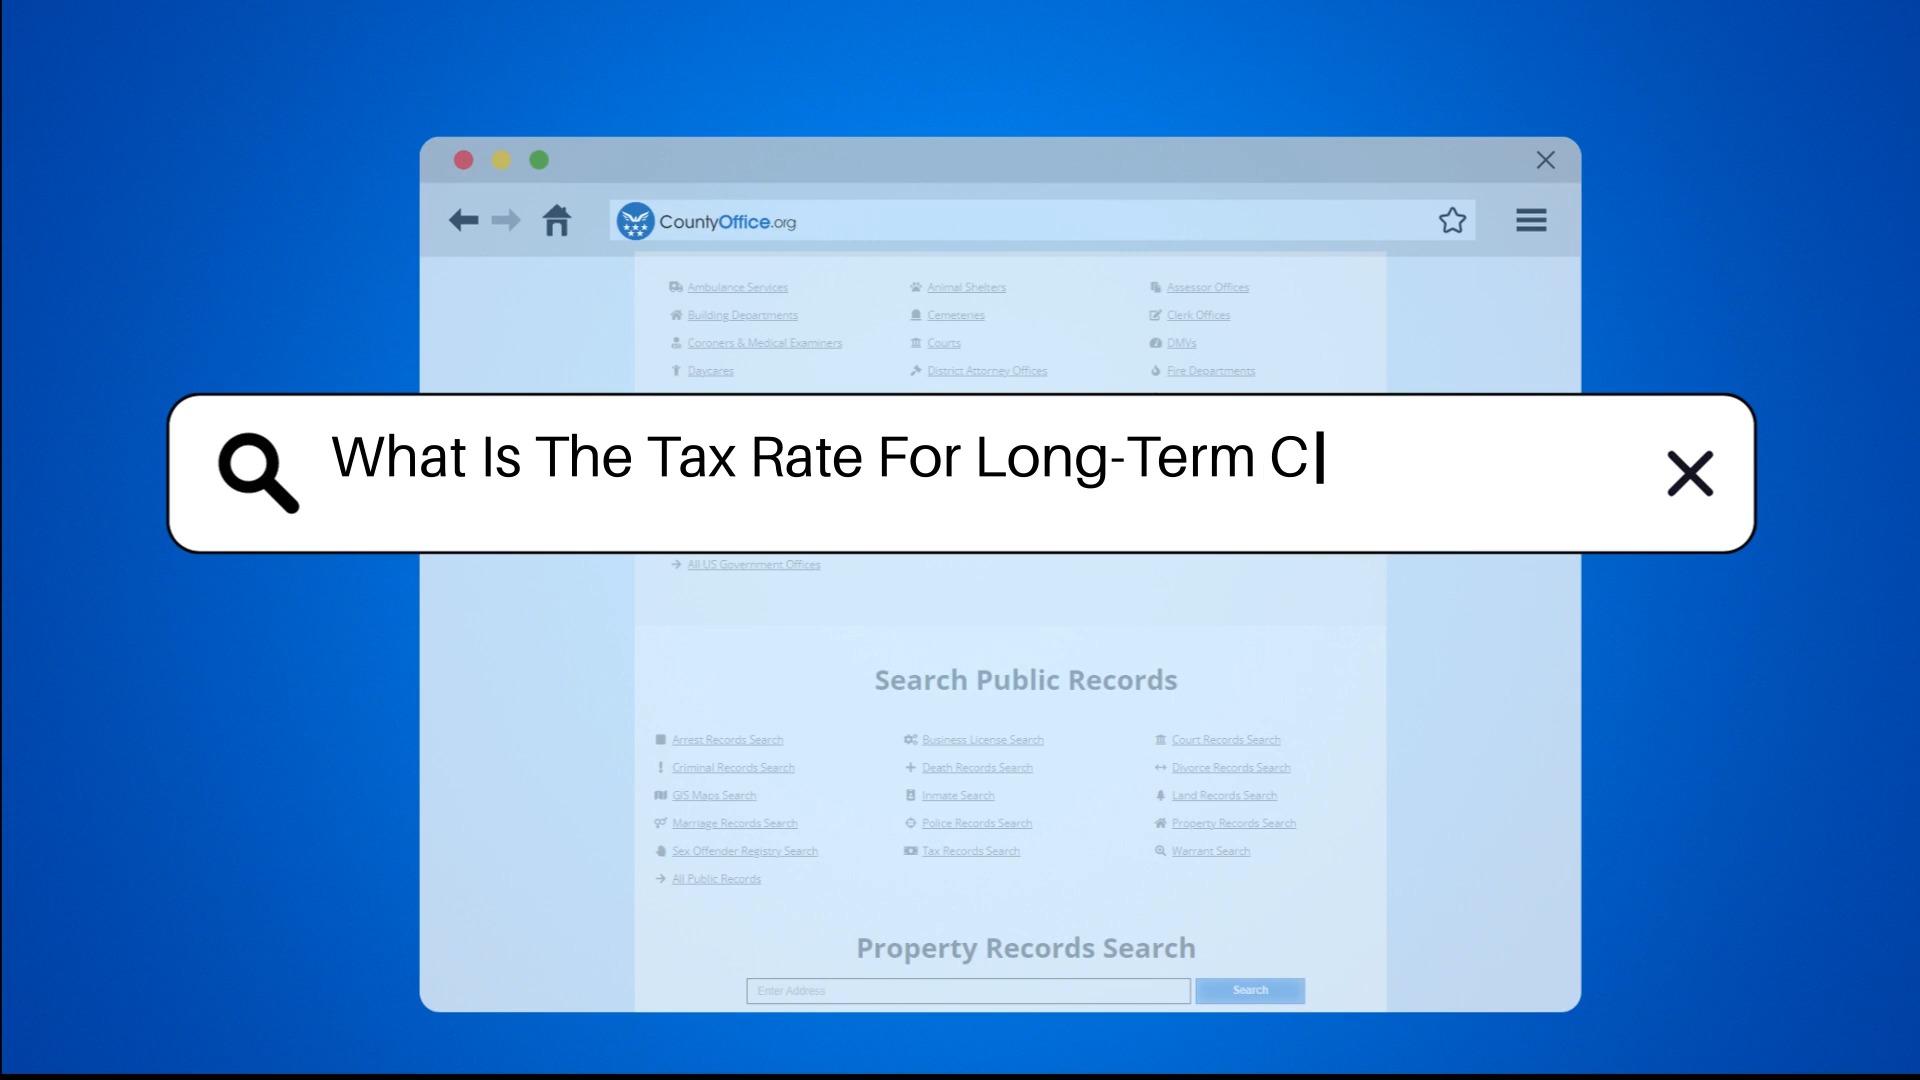 CountyOffice.org
Ambulance Services Animal Shelters Assessor Offices
Building Departments Cemeteries Clerk Offices
Coroners & Medical Examiners Courts DMVs
Daycares District Attorney Offices Fire Departments
What Is The Tax Rate For Long-Term C
All US Government Offices
Search Public Records
Arrest Records Search Business License Search Court Records Search
Criminal Records Search Death Records Search Divorce Records Search
GIS Maps Search Inmate Search Land Records Search
Marriage Records Search Police Records Search Property Records Search
Sex Offender Registry Search Tax Records Search Warrant Search
All Public Records
Property Records Search
Enter Address Search